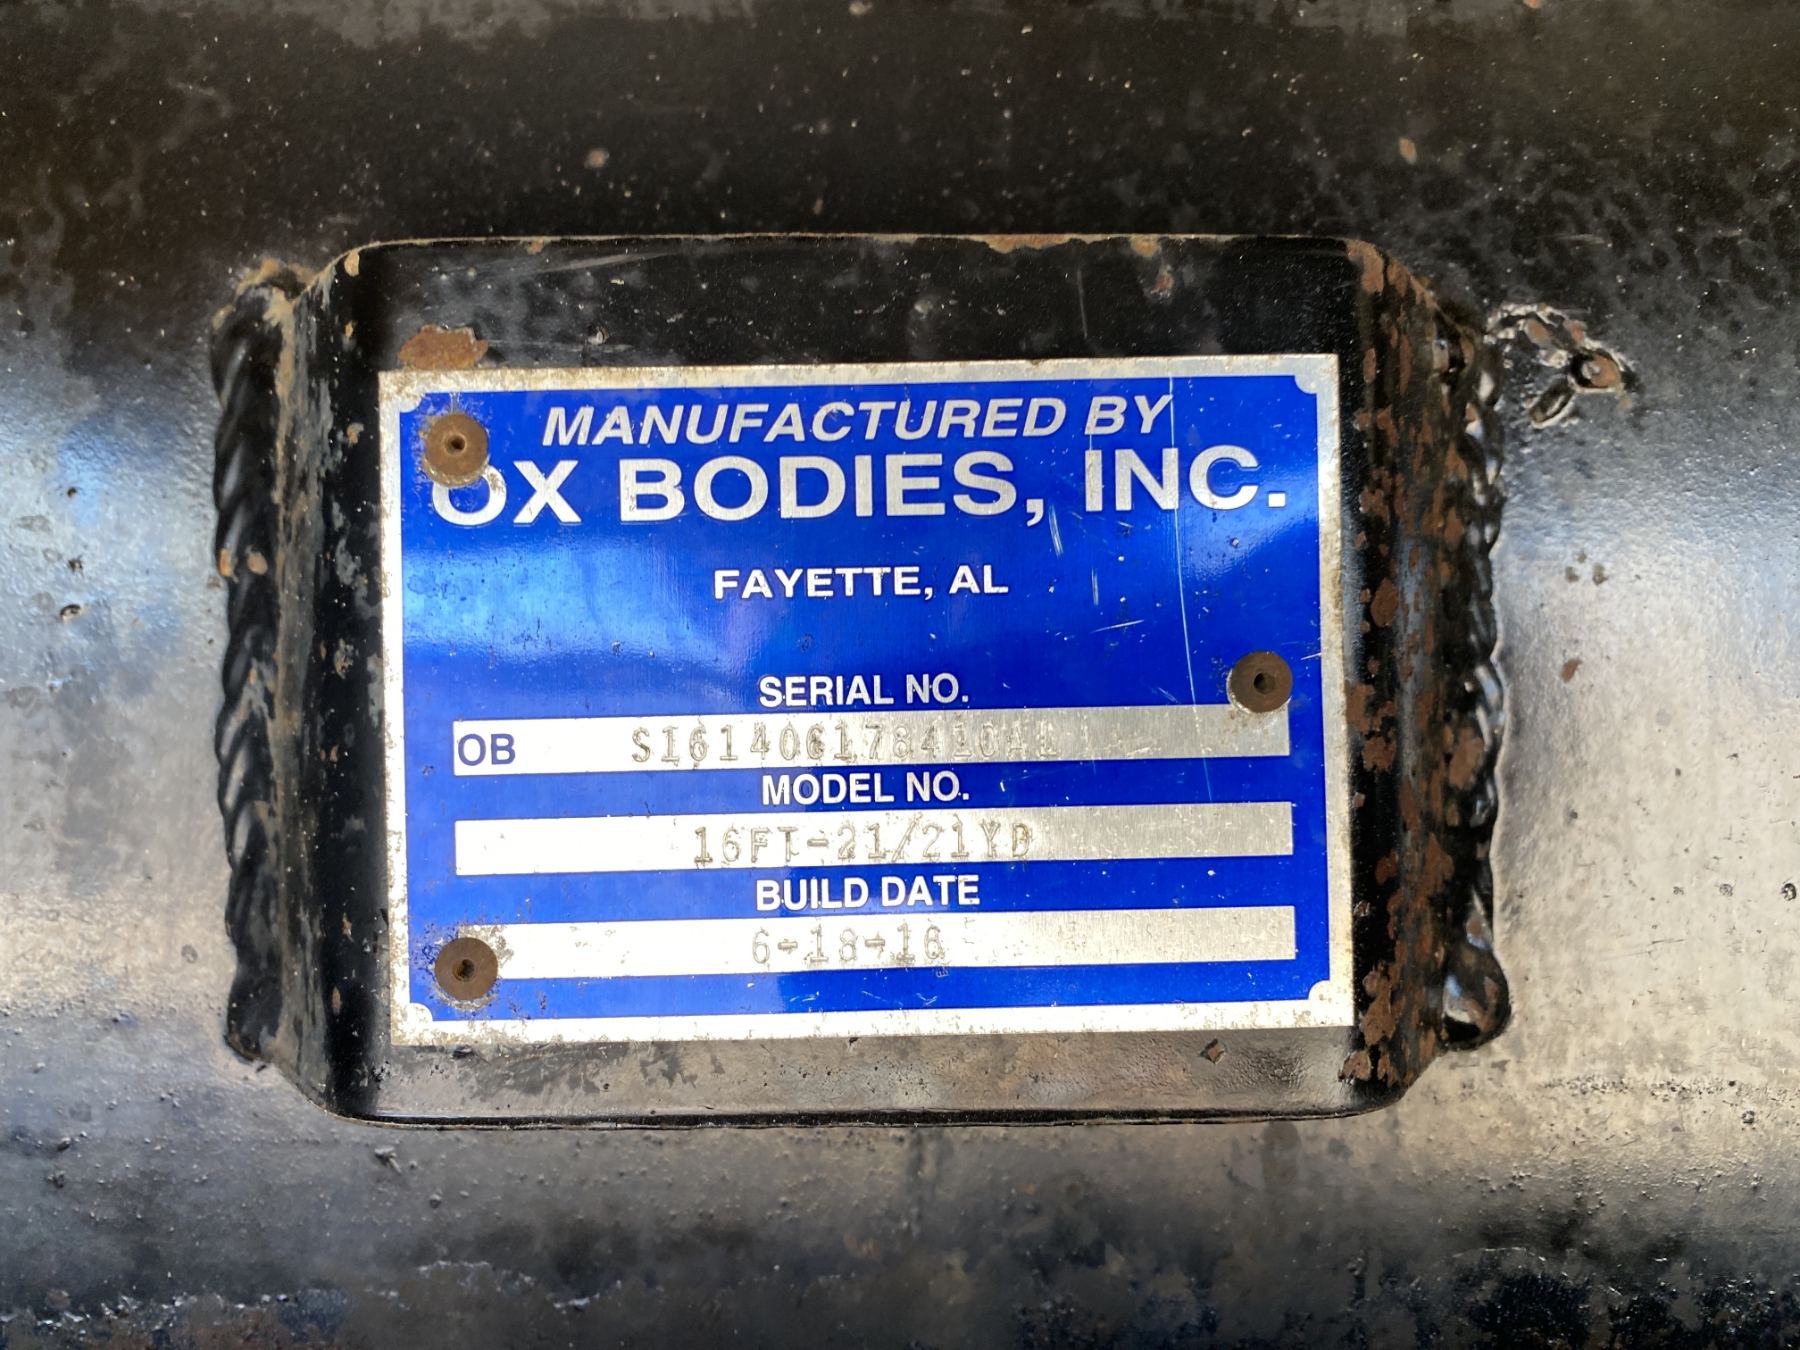 MANUFACTURED BY
OX BODIES, INC.
FAYETTE, AL
SERIAL NO.
OB
MODEL NO.
16FT-21/21YD
BUILD DATE
6-18-16